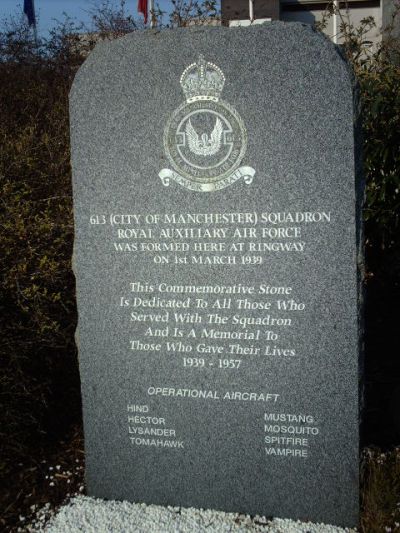 SEMPER PARATI
613 (CITY OF MANCHESTER) SQUADRON
ROYAL AUXILIARY AIR FORCE
WAS FORMED HERE AT RINGWAY
ON 1st MARCH 1939
This Commemorative Stone
Is Dedicated To All Those Who
Served With The Squadron
And Is A Memorial To
Those Who Gave Their Lives
1939 - 1957
OPERATIONAL AIRCRAFT
HIND
HECTOR
LYSANDER
TOMAHAWK
MUSTANG
MOSQUITO
SPITFIRE
VAMPIRE